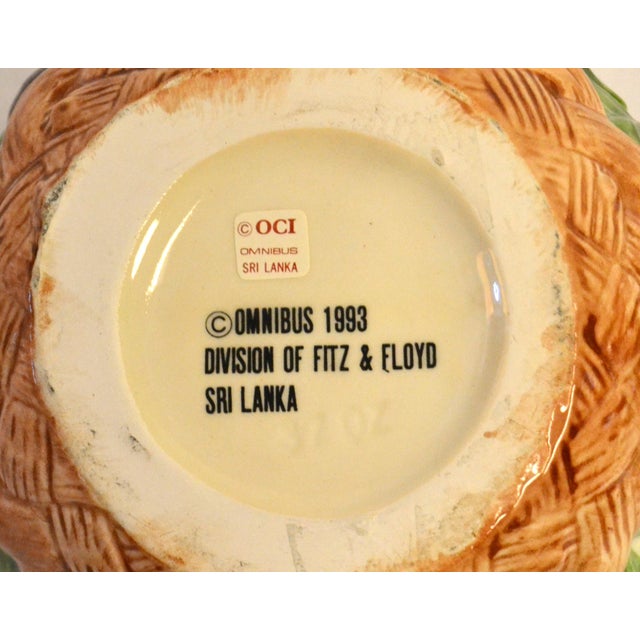 © OCI
OMNIBUS
SRI LANKA
© OMNIBUS 1993
DIVISION OF FITZ & FLOYD
SRI LANKA